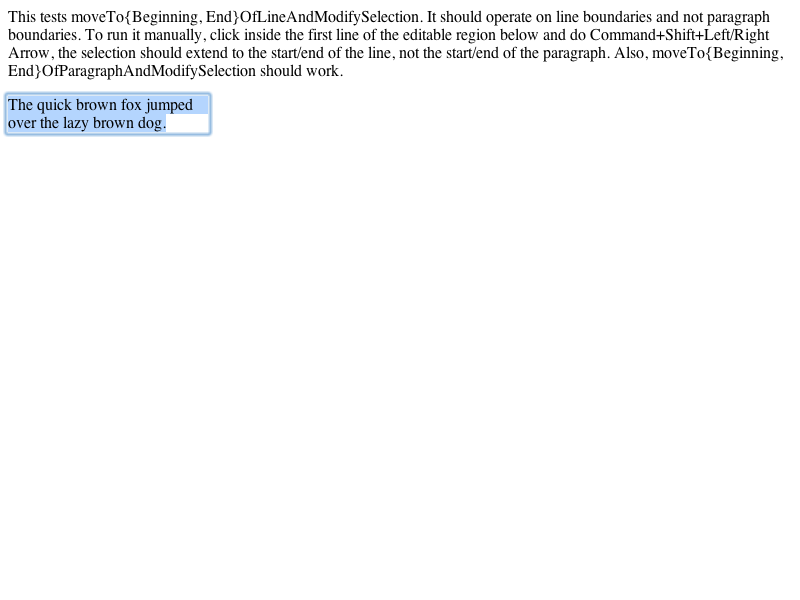 This tests moveTo{Beginning, End}OfLineAndModifySelection. It should operate on line boundaries and not paragraph
boundaries. To run it manually, click inside the first line of the editable region below and do Command+Shift+Left/Right
Arrow, the selection should extend to the start/end of the line, not the start/end of the paragraph. Also, moveTo{Beginning,
End}OfParagraphAndModifySelection should work.
The quick brown fox jumped
over the lazy brown dog.